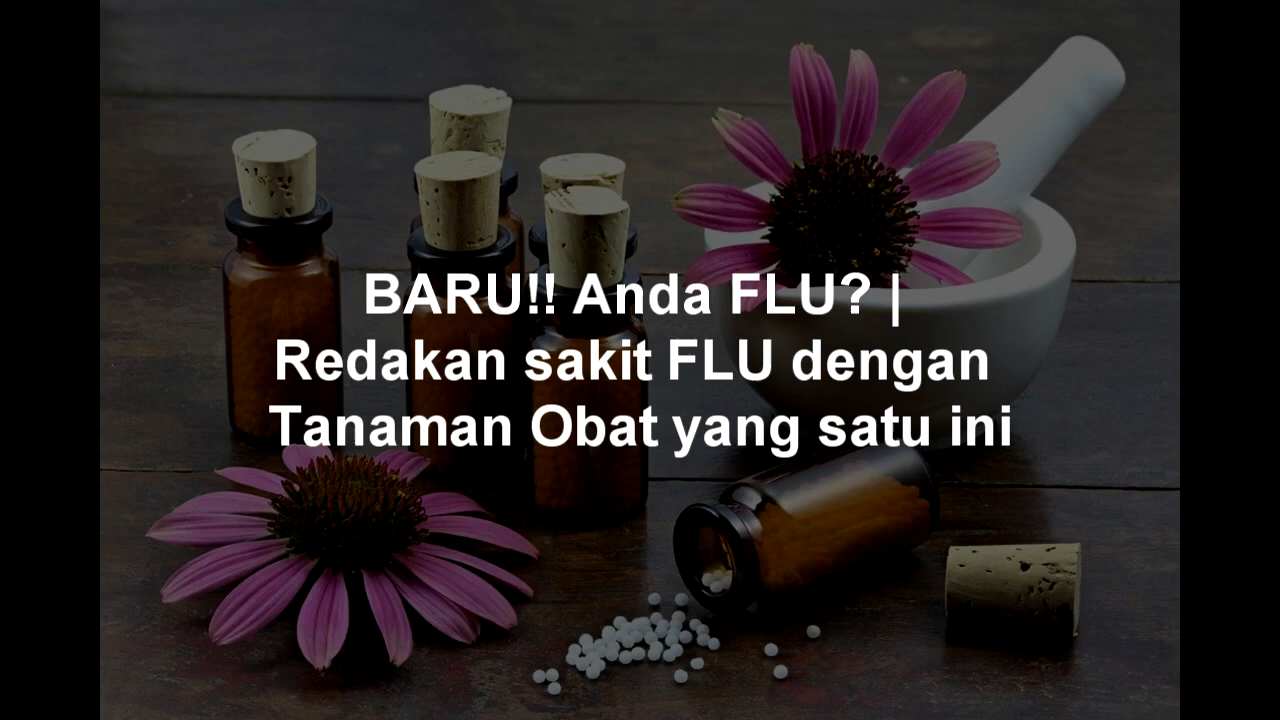 BARU!! Anda FLU? |
Redakan sakit FLU dengan
Tanaman Obat yang satu ini